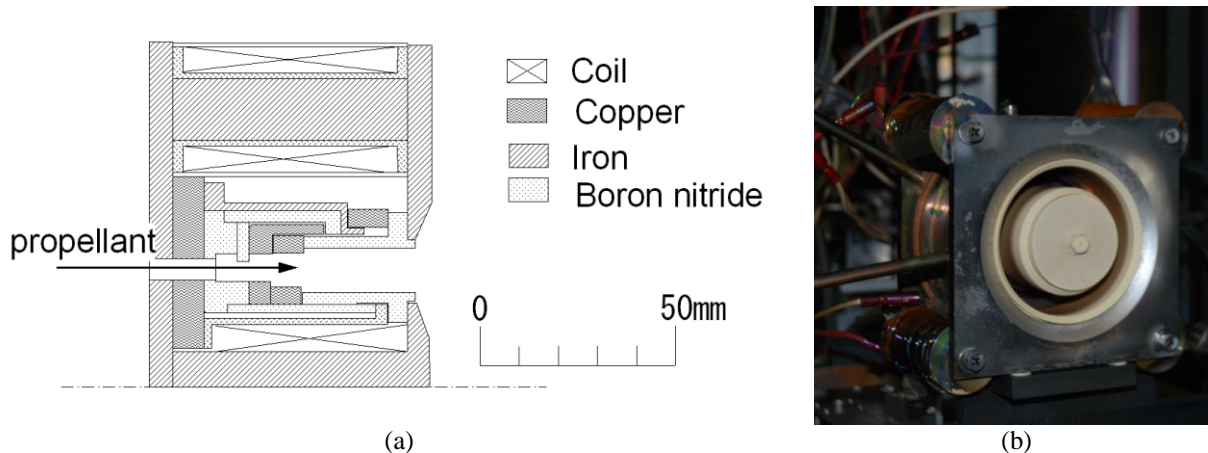 Coil
Copper
Iron
Boron nitride
propellant
0 50mm
(a) (b)